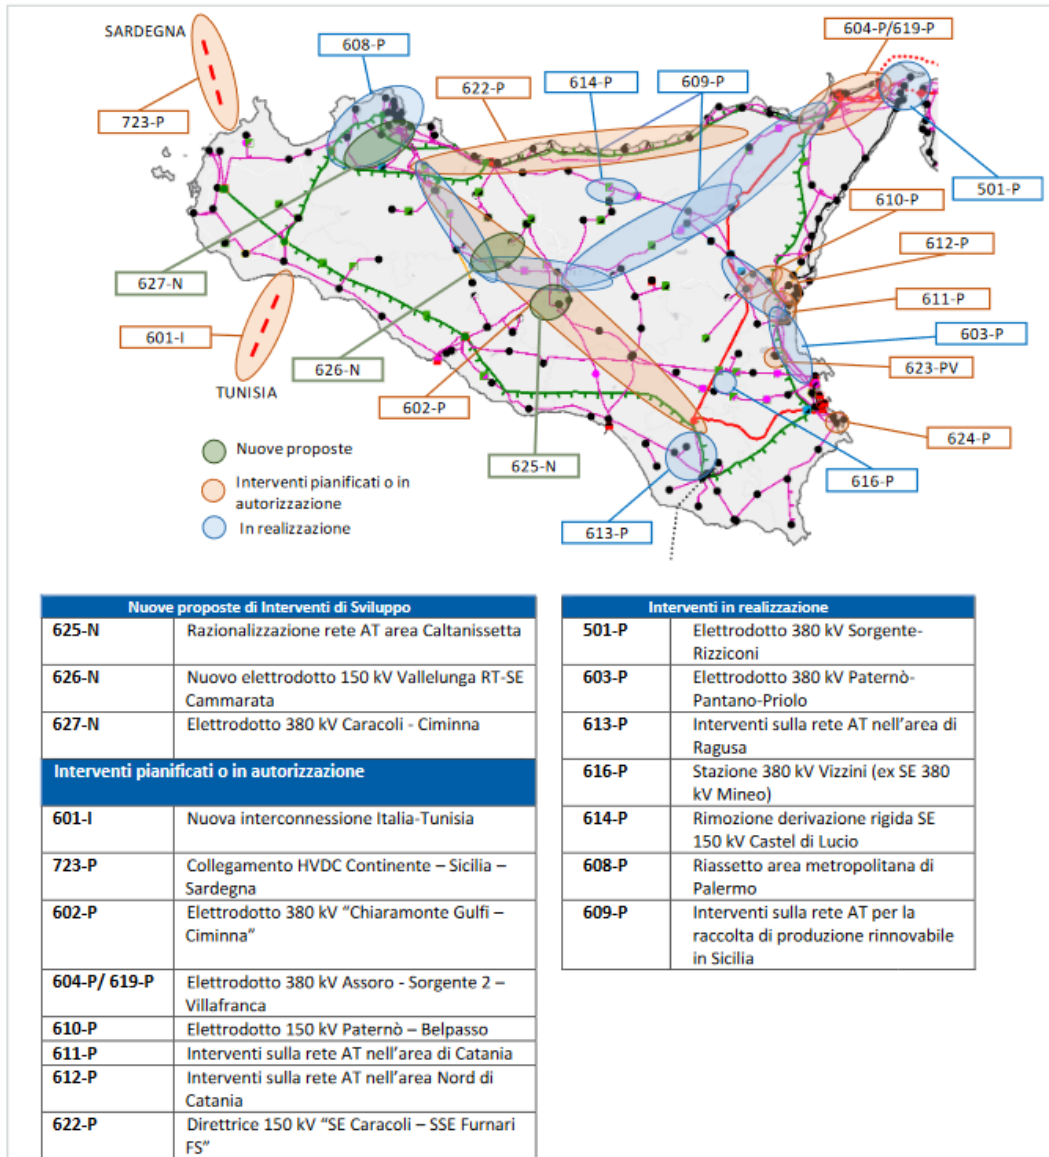 SARDEGNA
604-P/619-P
608-P
622-P
614-P
609-P
723-P
501-P
610-P
612-P
627-N
611-P
601-I
603-P
626-N
623-PV
TUNISIA
602-P
624-P
Nuove proposte
625-N
616-P
Interventi pianificati o in
autorizzazione
In realizzazione
613-P
Nuove proposte di Interventi di Sviluppo
625-N Razionalizzazione rete AT area Caltanissetta
626-N Nuovo elettrodotto 150 kV Vallelunga RT-SE
Cammarata
627-N Elettrodotto 380 kV Caracoli - Ciminna
Interventi pianificati o in autorizzazione
601-I Nuova interconnessione Italia-Tunisia
723-P Collegamento HVDC Continente – Sicilia –
Sardegna
602-P Elettrodotto 380 kV “Chiaramonte Gulfi –
Ciminna”
604-P/ 619-P Elettrodotto 380 kV Assoro - Sorgente 2 –
Villafranca
610-P Elettrodotto 150 kV Paternò – Belpasso
611-P Interventi sulla rete AT nell’area di Catania
612-P Interventi sulla rete AT nell’area Nord di
Catania
622-P Direttrice 150 kV “SE Caracoli – SSE Furnari
FS”
Interventi in realizzazione
501-P Elettrodotto 380 kV Sorgente-
Rizziconi
603-P Elettrodotto 380 kV Paternò-
Pantano-Priolo
613-P Interventi sulla rete AT nell’area di
Ragusa
616-P Stazione 380 kV Vizzini (ex SE 380
kV Mineo)
614-P Rimozione derivazione rigida SE
150 kV Castel di Lucio
608-P Riassetto area metropolitana di
Palermo
609-P Interventi sulla rete AT per la
raccolta di produzione rinnovabile
in Sicilia